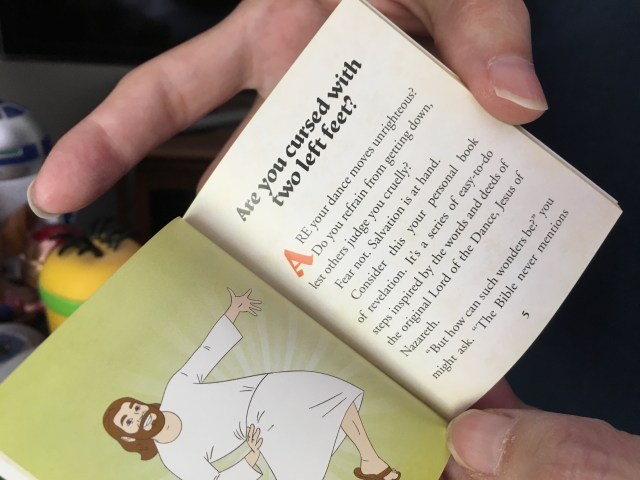 Are you cursed with
two left feet?
ARE your dance moves unrighteous?
Do you refrain from getting down,
lest others judge you cruelly?
Fear not. Salvation is at hand.
Consider this your personal book
of revelation. It's a series of easy-to-do
steps inspired by the words and deeds of
the original Lord of the Dance, Jesus of
Nazareth.
"But how can such wonders be?" you
might ask. "The Bible never mentions
5